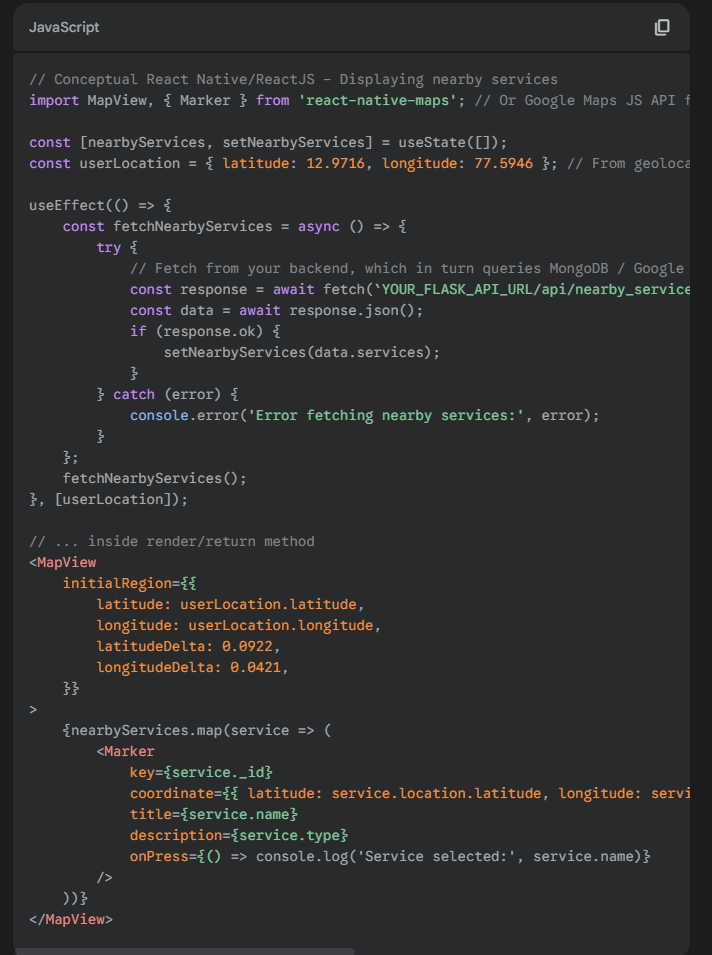 JavaScript
// Conceptual React Native/ReactJS - Displaying nearby services
import MapView, { Marker } from 'react-native-maps'; // Or Google Maps JS API f
const [nearbyServices, setNearbyServices] = useState([]);
const userLocation = { latitude: 12.9716, longitude: 77.5946 }; // From geoloca
useEffect(() => {
    const fetchNearbyServices = async () => {
        try {
            // Fetch from your backend, which in turn queries MongoDB / Google
            const response = await fetch(`YOUR_FLASK_API_URL/api/nearby_service
            const data = await response.json();
            if (response.ok) {
                setNearbyServices(data.services);
            }
        } catch (error) {
            console.error('Error fetching nearby services:', error);
        }
    };
    fetchNearbyServices();
}, [userLocation]);
// ... inside render/return method
<MapView
    initialRegion={{
        latitude: userLocation.latitude,
        longitude: userLocation.longitude,
        latitudeDelta: 0.0922,
        longitudeDelta: 0.0421,
    }}
>
    {nearbyServices.map(service => (
        <Marker
            key={service._id}
            coordinate={{ latitude: service.location.latitude, longitude: servi
            title={service.name}
            description={service.type}
            onPress={() => console.log('Service selected:', service.name)}
        />
    ))}
</MapView>